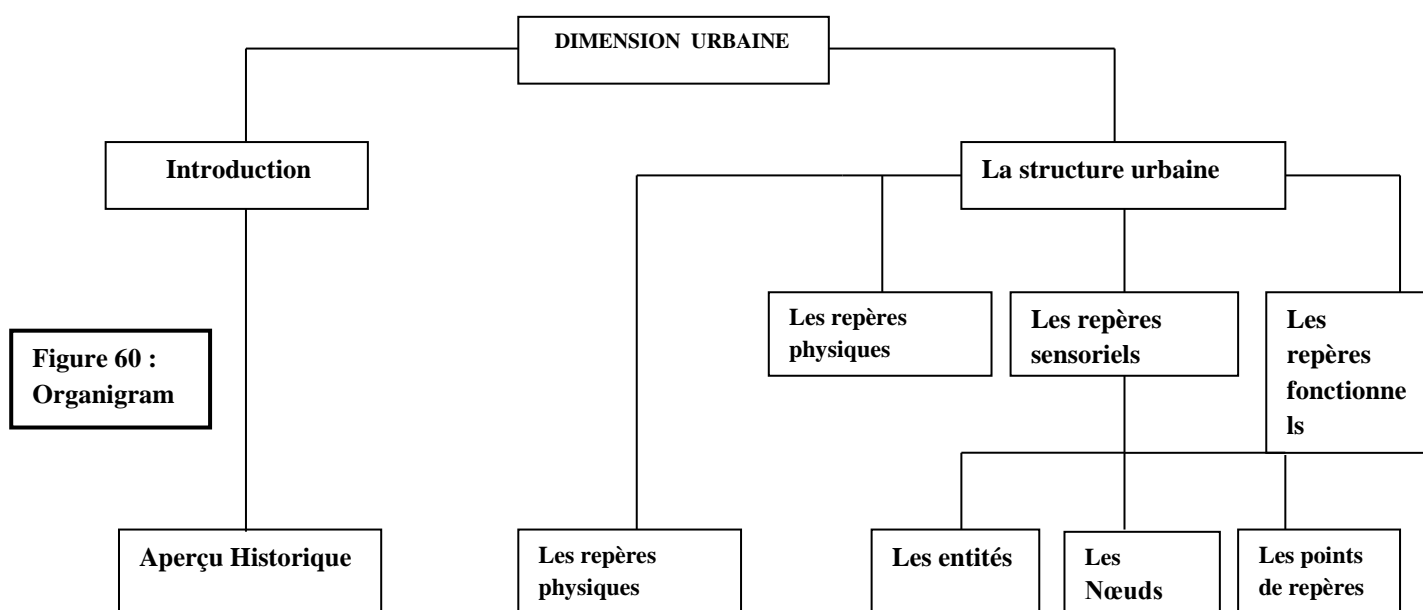 DIMENSION URBAINE
Introduction
La structure urbaine
Les repères
physiques
Les repères
sensoriels
Les
repères
fonctionne
ls
Figure 60 :
Organigram
Aperçu Historique
Les repères
physiques
Les entités
Les
Nœuds
Les points
de repères